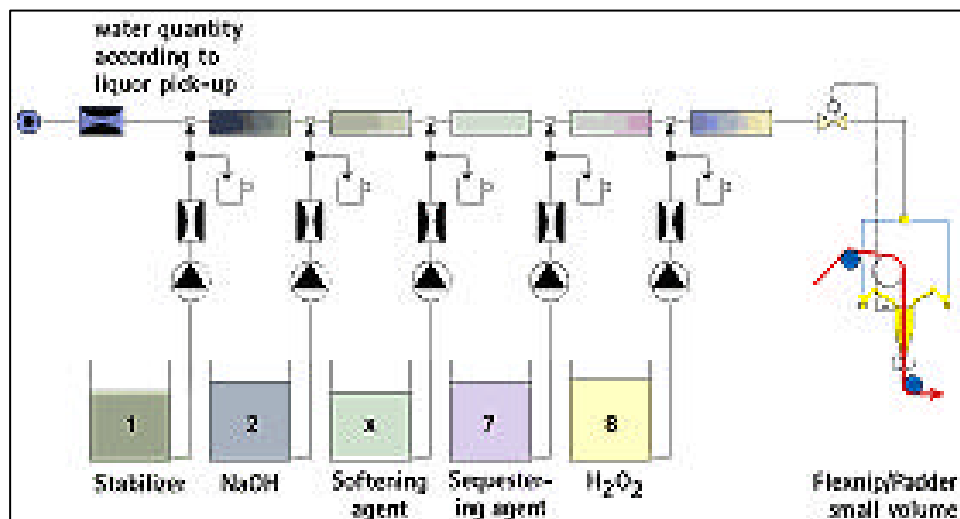 water quantity
according to
liquor pick-up
1
2
x
7
8
Stabilizer
NaOH
Softening
agent
Sequester-
ing agent
H₂O₂
Flexnip/Padder
small volume